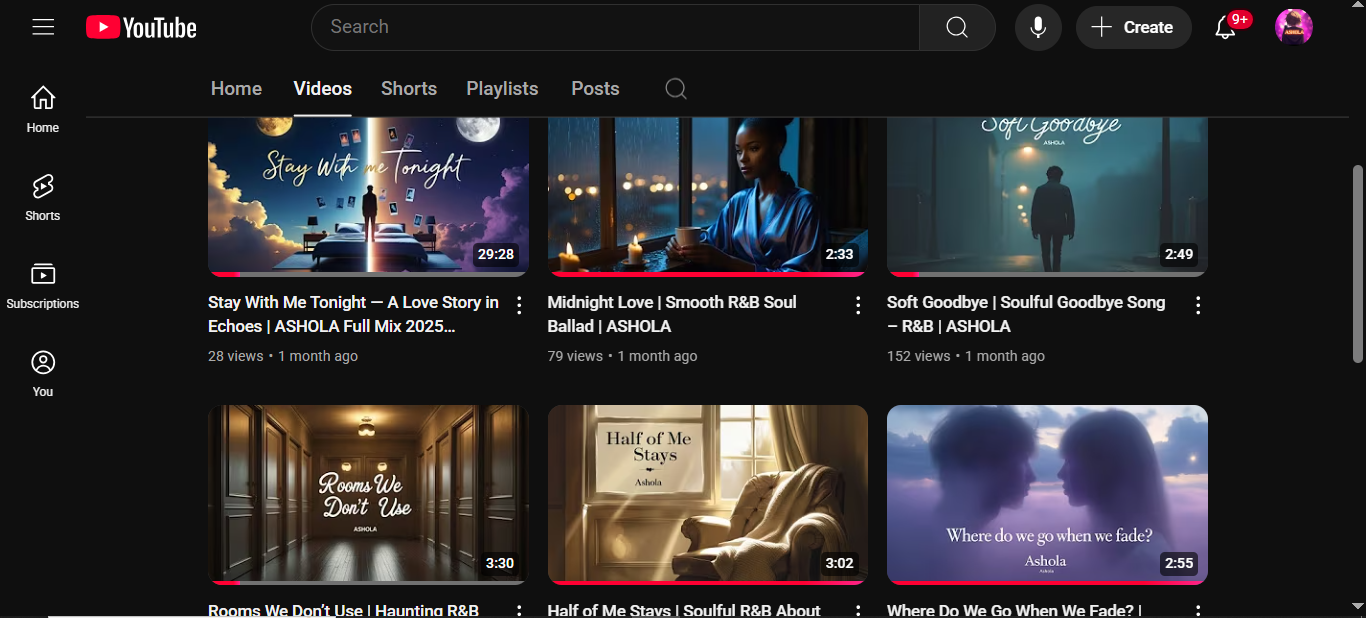 YouTube
Search
Create
9+
ASHOLA
Home
Videos
Shorts
Playlists
Posts
Home
Shorts
Subscriptions
You
Stay With me Tonight
29:28
2:33
Soft Goodbye
ASHOLA
2:49
Stay With Me Tonight — A Love Story in
Echoes | ASHOLA Full Mix 2025...
28 views • 1 month ago
Midnight Love | Smooth R&B Soul
Ballad | ASHOLA
79 views • 1 month ago
Soft Goodbye | Soulful Goodbye Song
– R&B | ASHOLA
152 views • 1 month ago
Rooms We
Don't Use
ASHOLA
3:30
Half of Me
Stays
Ashola
3:02
Where do we go when we fade?
Ashola
Ashola
2:55
Rooms We Don't Use | Haunting R&B
Half of Me Stays | Soulful R&B About
Where Do We Go When We Fade? |